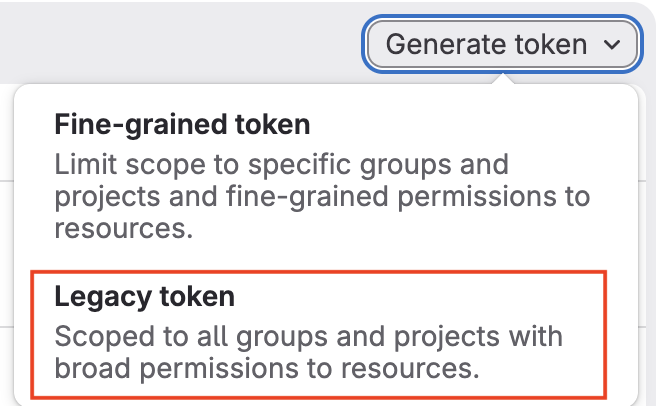 Generate token
Fine-grained token
Limit scope to specific groups and
projects and fine-grained permissions to
resources.
Legacy token
Scoped to all groups and projects with
broad permissions to resources.